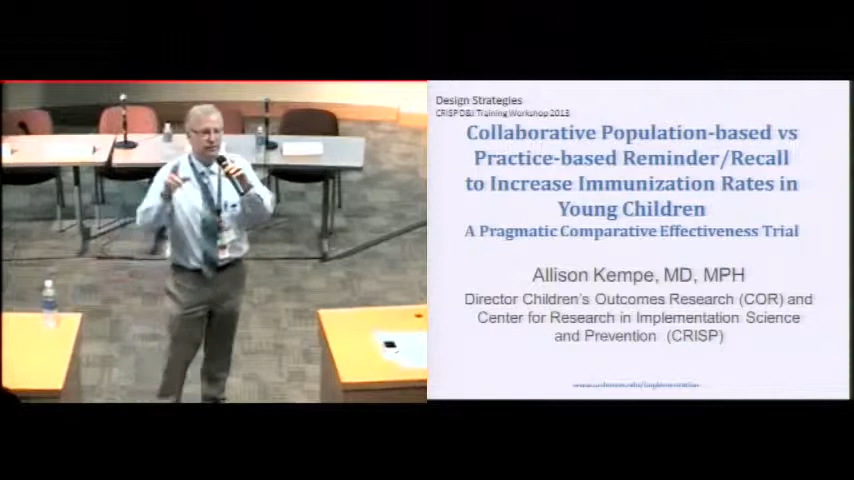 Design Strategies
CRISP D&I Training Workshop 2013
Collaborative Population-based vs
Practice-based Reminder/Recall
to Increase Immunization Rates in
Young Children
A Pragmatic Comparative Effectiveness Trial
Allison Kempe, MD, MPH
Director Children's Outcomes Research (COR) and
Center for Research in Implementation Science
and Prevention (CRISP)